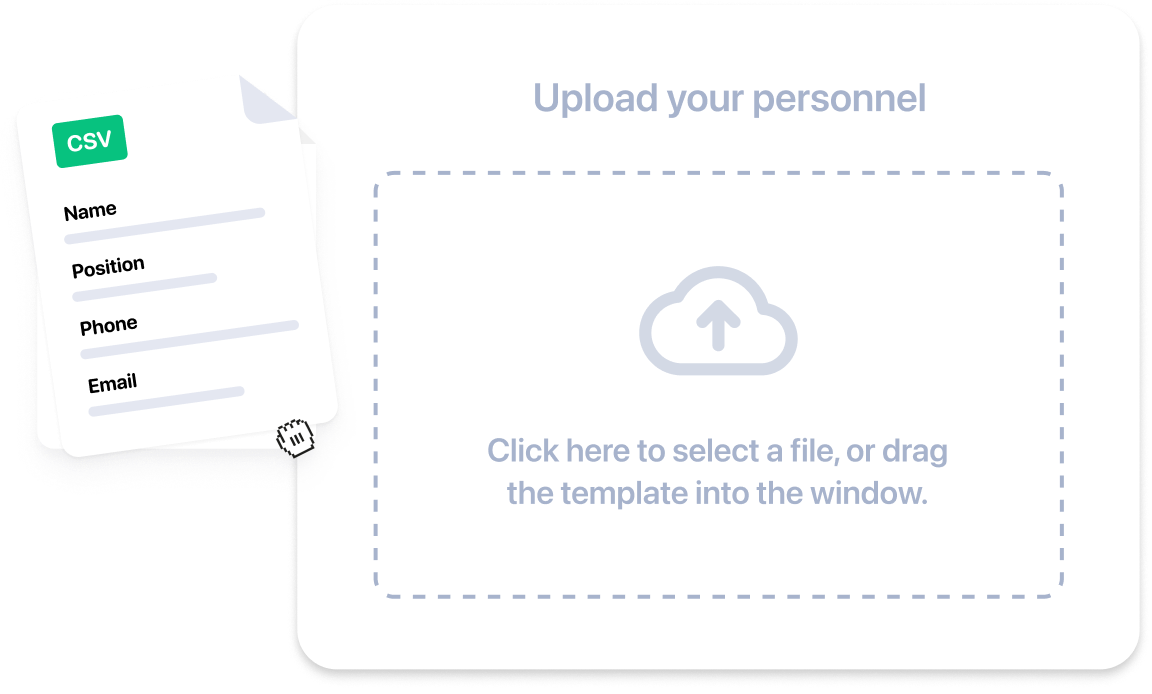 Upload your personnel
CSV
Name
Position
Phone
Email
Click here to select a file, or drag
the template into the window.